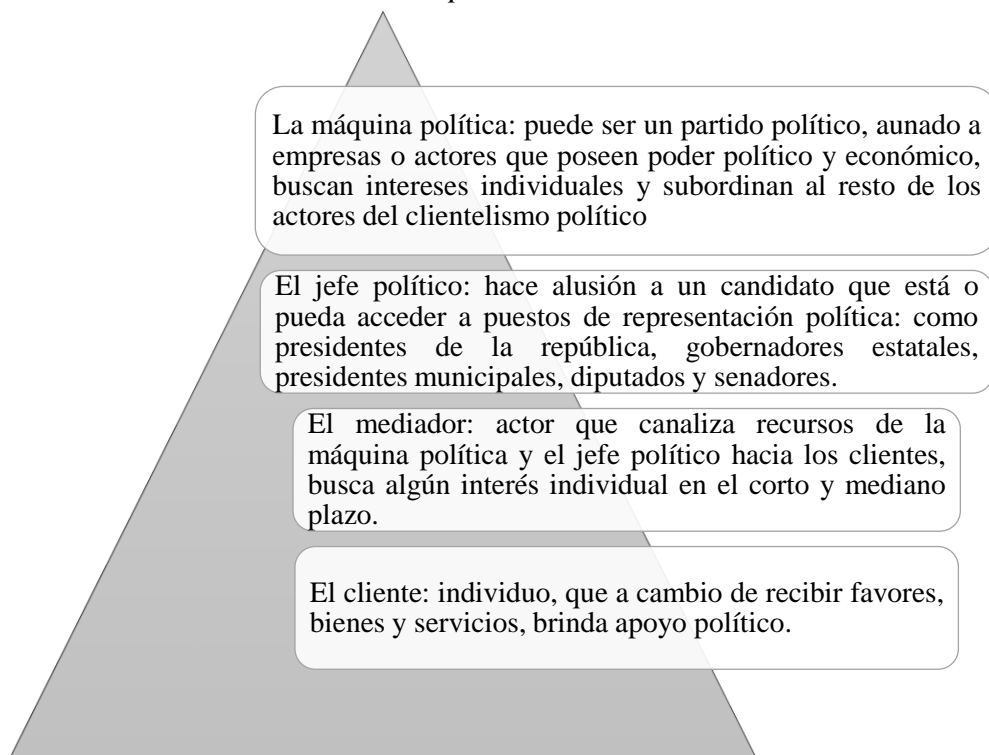 La máquina política: puede ser un partido político, aunado a
empresas o actores que poseen poder político y económico,
buscan intereses individuales y subordinan al resto de los
actores del clientelismo político
El jefe político: hace alusión a un candidato que está o
pueda acceder a puestos de representación política: como
presidentes de la república, gobernadores estatales,
presidentes municipales, diputados y senadores.
El mediador: actor que canaliza recursos de la
máquina política y el jefe político hacia los clientes,
busca algún interés individual en el corto y mediano
plazo.
El cliente: individuo, que a cambio de recibir favores,
bienes y servicios, brinda apoyo político.